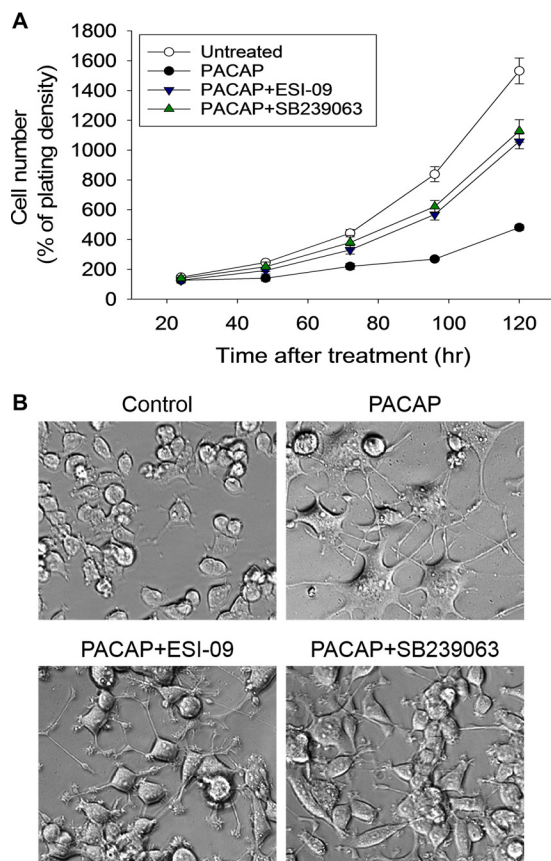 A
1800
1600
1400
1200
1000
800
600
400
200
0
Cell number
(% of plating density)
Untreated
PACAP
PACAP+ESI-09
PACAP+SB239063
20 40 60 80 100 120
Time after treatment (hr)
B
Control PACAP
PACAP+ESI-09 PACAP+SB239063